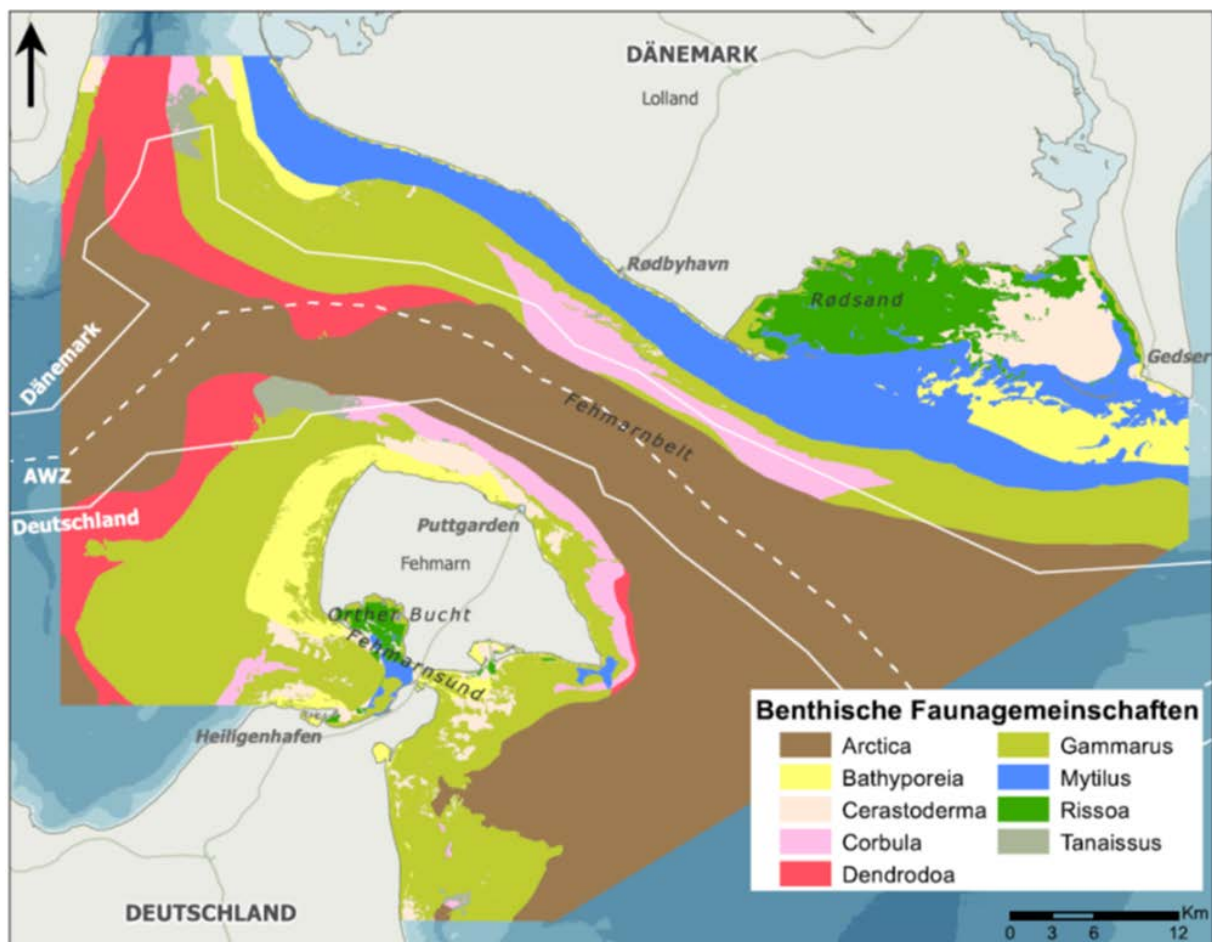 DÄNEMARK
Lolland
Rødbyhavn
Rødsand
Gedser
Dänemark
Fehmarnbelt
AWZ
Deutschland
Puttgarden
Fehmarn
Orther Bucht
Fehmarnsund
Heiligenhafen
DEUTSCHLAND
Benthische Faunagemeinschaften
Arctica
Bathyporeia
Cerastoderma
Corbula
Dendrodoa
Gammarus
Mytilus
Rissoa
Tanaissus
Km
0 3 6 12